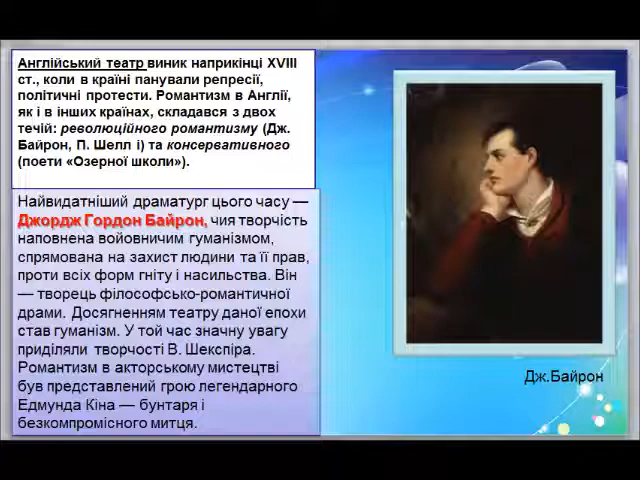 Англійський театр виник наприкінці XVIII
ст., коли в країні панували репресії,
політичні протести. Романтизм в Англії,
як і в інших країнах, складався з двох
течій: революційного романтизму (Дж.
Байрон, П. Шелл і) та консервативного
(поети «Озерної школи»).
Найвидатніший драматург цього часу —
Джордж Гордон Байрон, чия творчість
наповнена войовничим гуманізмом,
спрямована на захист людини та її прав,
проти всіх форм гніту і насильства. Він
— творець філософсько-романтичної
драми. Досягненням театру даної епохи
став гуманізм. У той час значну увагу
приділяли творчості В. Шекспіра.
Романтизм в акторському мистецтві
був представлений грою легендарного
Едмунда Кіна — бунтаря і
безкомпромісного митця.
Дж.Байрон